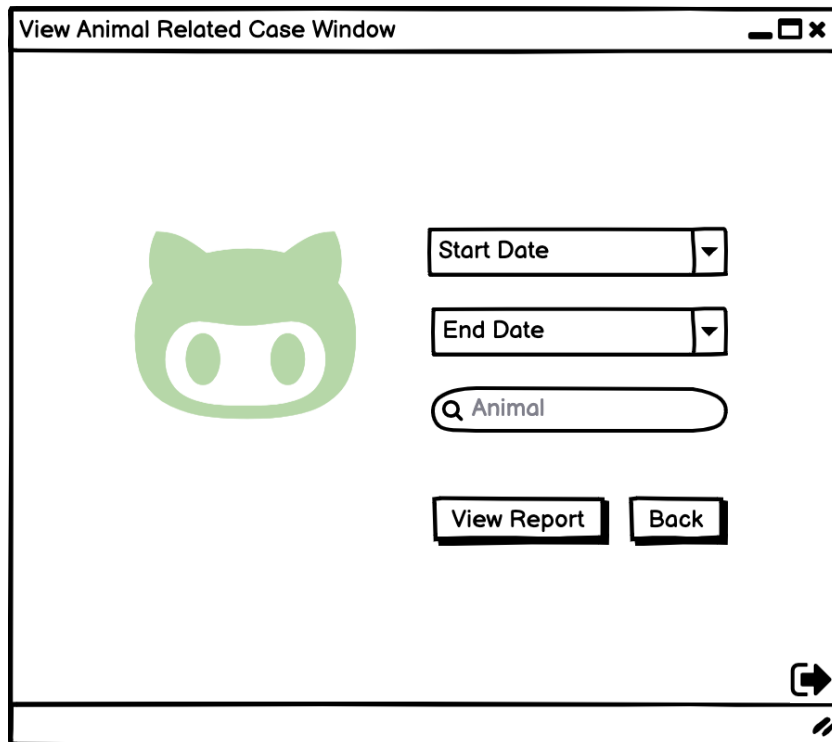 View Animal Related Case Window
Start Date
End Date
Animal
View Report
Back